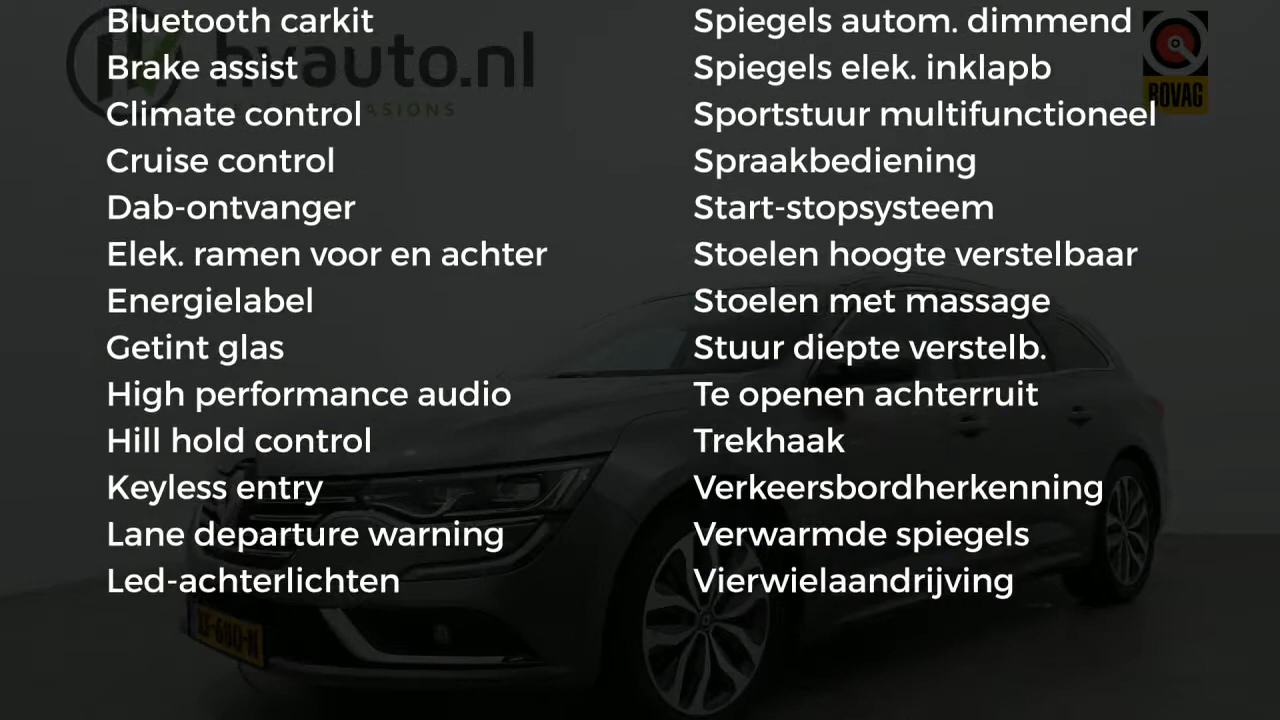 Bluetooth carkit
Brake assist
Climate control
Cruise control
Dab-ontvanger
Elek. ramen voor en achter
Energielabel
Getint glas
High performance audio
Hill hold control
Keyless entry
Lane departure warning
Led-achterlichten
Spiegels autom. dimmend
Spiegels elek. inklapb
Sportstuur multifunctioneel
Spraakbediening
Start-stopsysteem
Stoelen hoogte verstelbaar
Stoelen met massage
Stuur diepte verstelb.
Te openen achterruit
Trekhaak
Verkeersbordherkenning
Verwarmde spiegels
Vierwielaandrijving
hvauto.nl
BOVAG